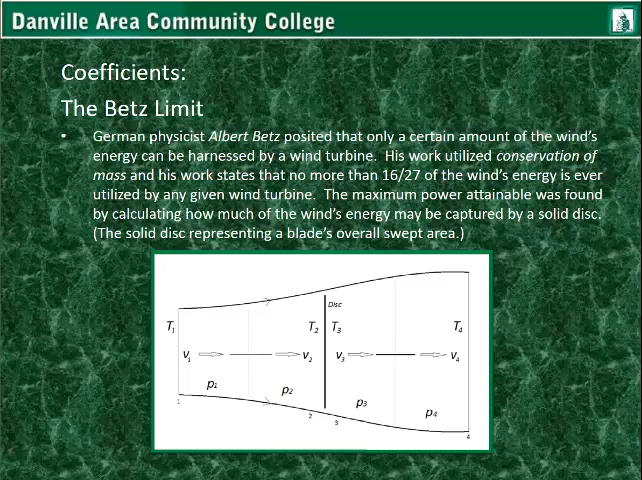 Danville Area Community College
Coefficients:
The Betz Limit
• German physicist Albert Betz posited that only a certain amount of the wind's
energy can be harnessed by a wind turbine.  His work utilized conservation of
mass and his work states that no more than 16/27 of the wind's energy is ever
utilized by any given wind turbine.  The maximum power attainable was found
by calculating how much of the wind's energy may be captured by a solid disc.
(The solid disc representing a blade's overall swept area.)
Disc
T1 T2 T3 T4
v1 v2 v3 v4
p1 p2 p3 p4
1 2 3 4